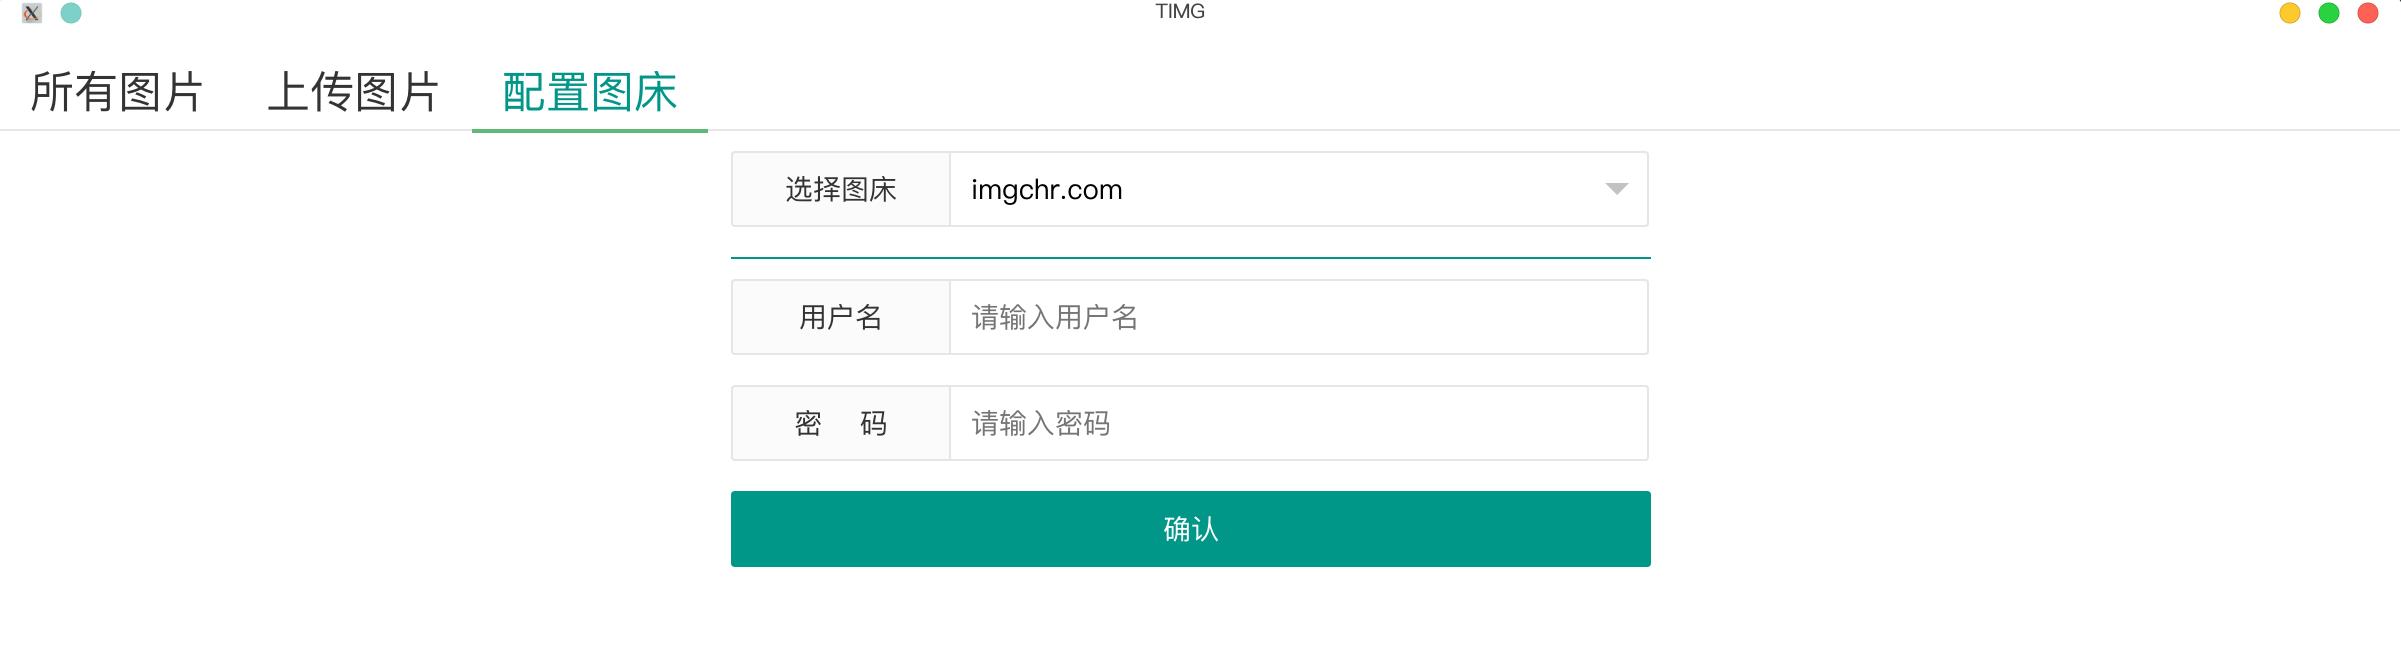 TIMG
所有图片 上传图片 配置图床
选择图床 imgchr.com
用户名 请输入用户名
密 码 请输入密码
确认